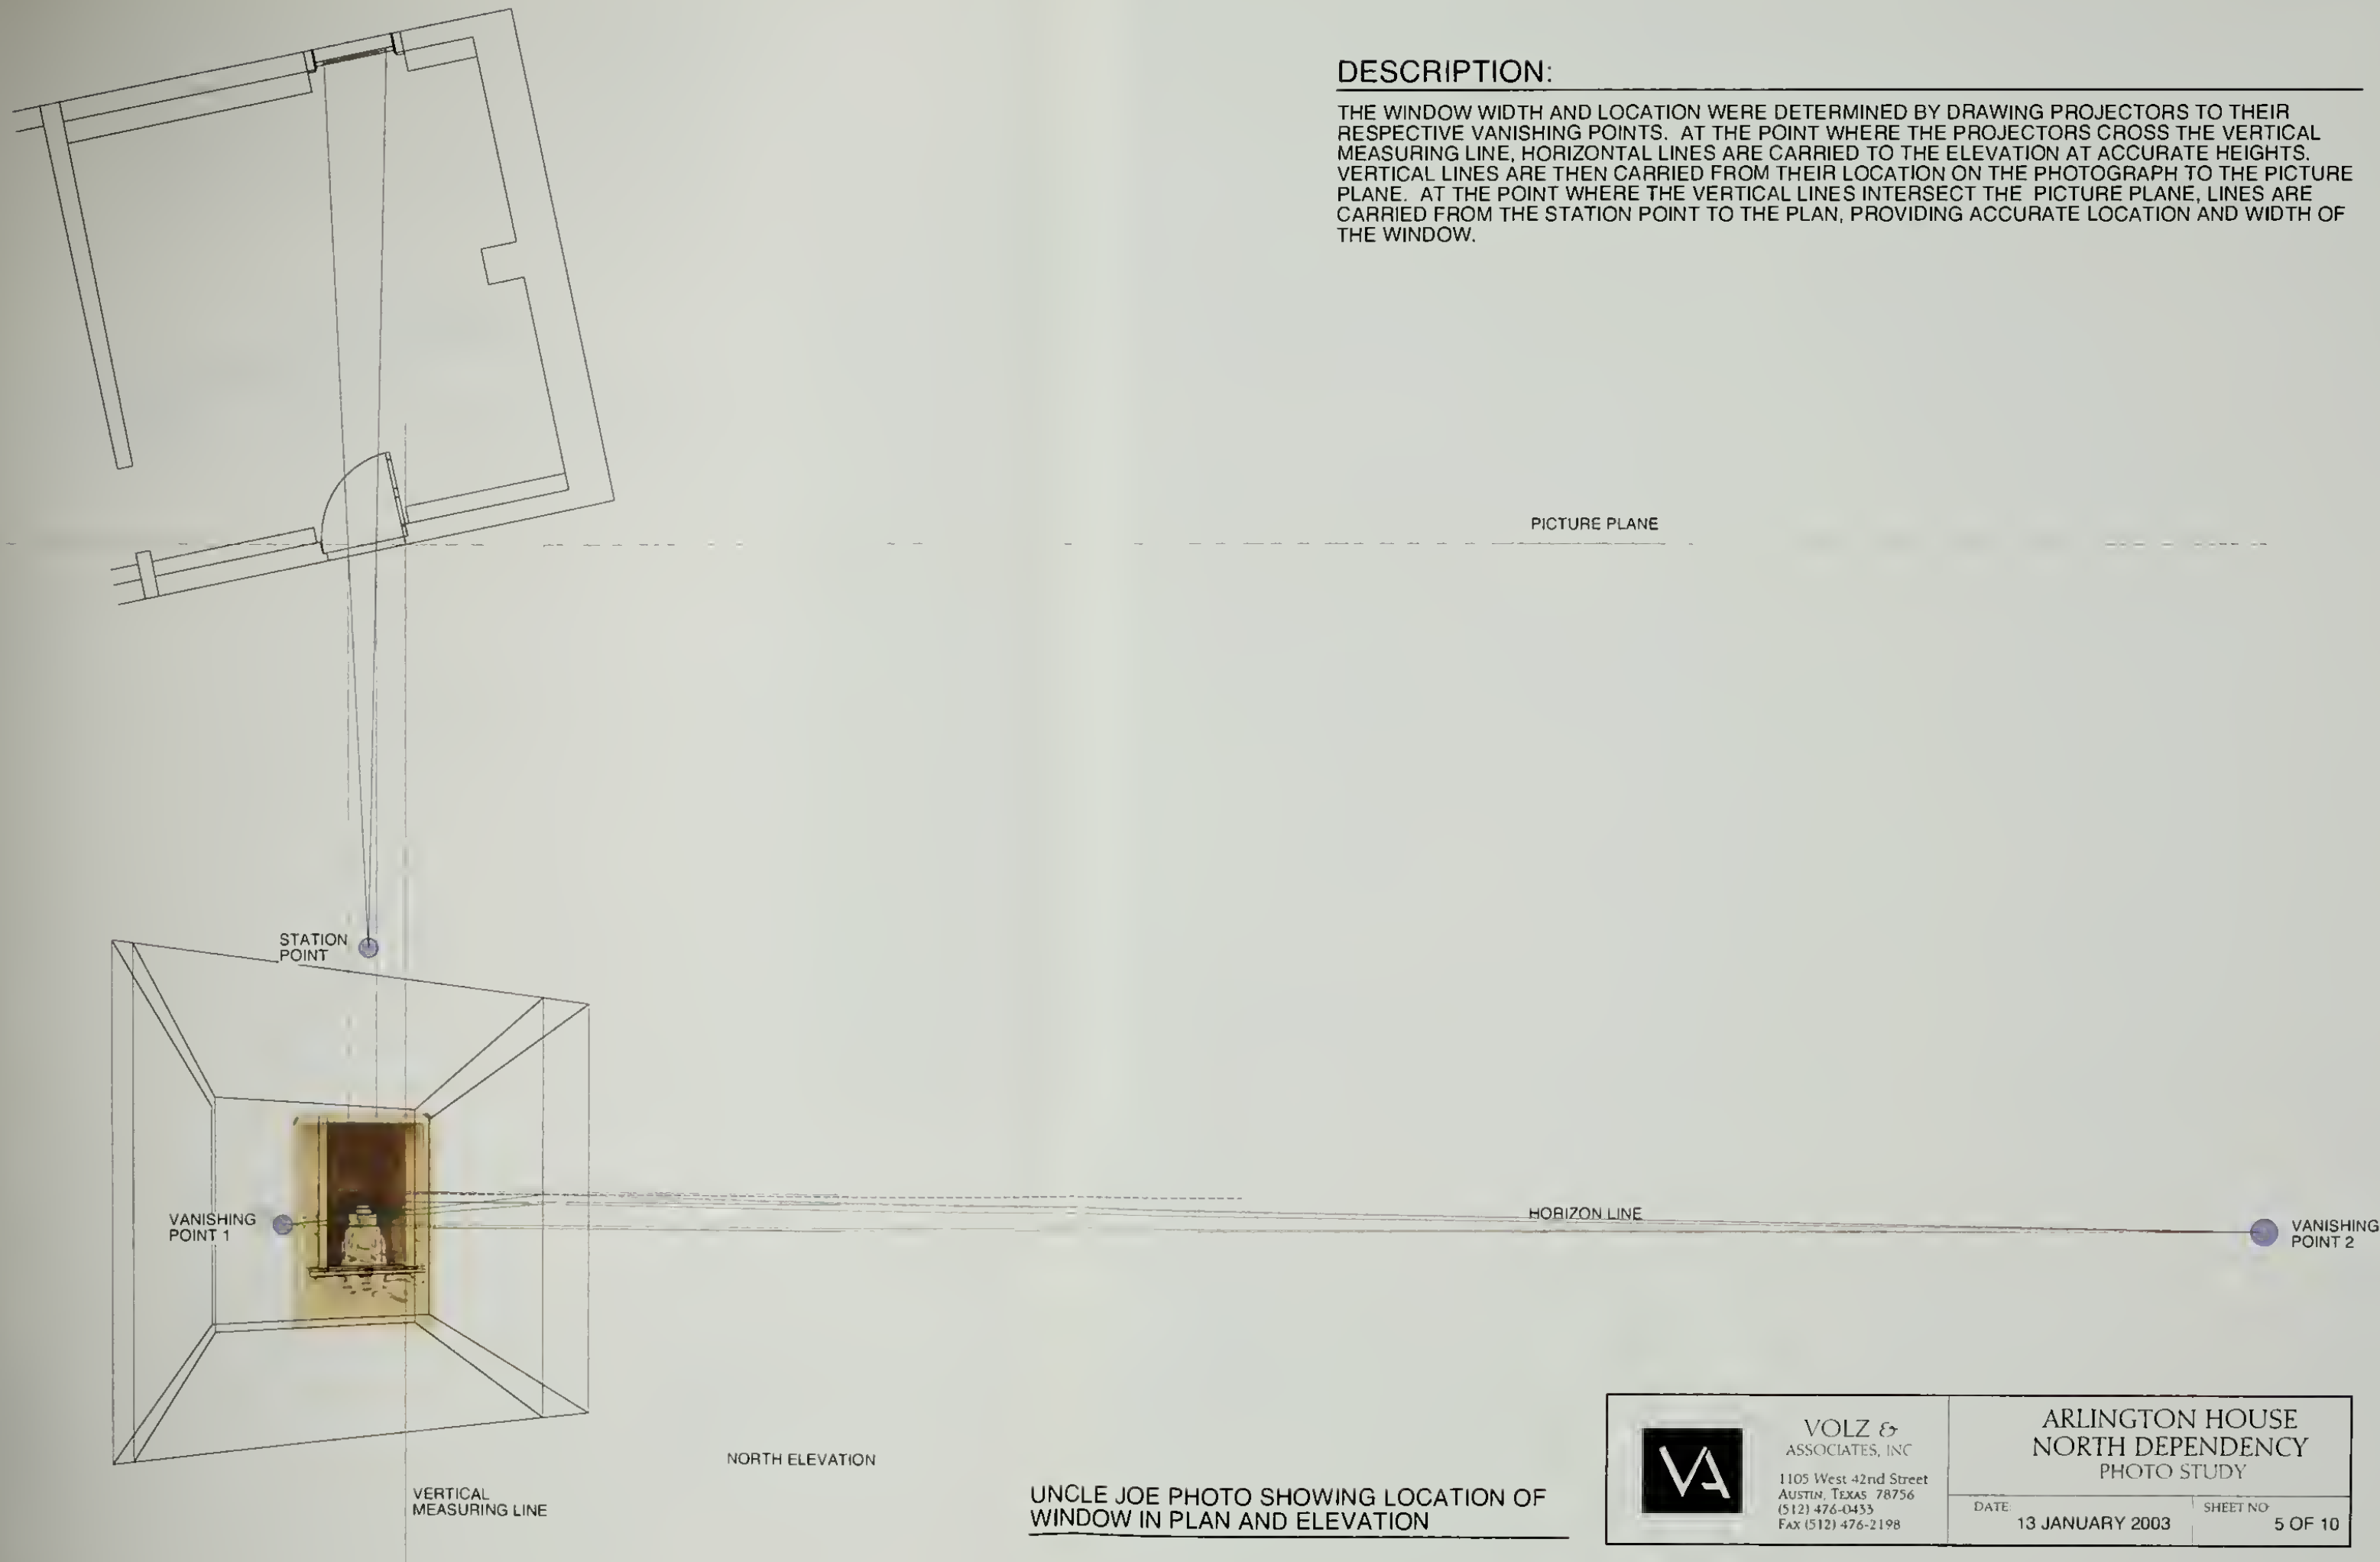 DESCRIPTION:
THE WINDOW WIDTH AND LOCATION WERE DETERMINED BY DRAWING PROJECTORS TO THEIR
RESPECTIVE VANISHING POINTS. AT THE POINT WHERE THE PROJECTORS CROSS THE VERTICAL
MEASURING LINE, HORIZONTAL LINES ARE CARRIED TO THE ELEVATION AT ACCURATE HEIGHTS.
VERTICAL LINES ARE THEN CARRIED FROM THEIR LOCATION ON THE PHOTOGRAPH TO THE PICTURE
PLANE. AT THE POINT WHERE THE VERTICAL LINES INTERSECT THE PICTURE PLANE, LINES ARE
CARRIED FROM THE STATION POINT TO THE PLAN, PROVIDING ACCURATE LOCATION AND WIDTH OF
THE WINDOW.
PICTURE PLANE
STATION
POINT
VANISHING
POINT 1
HORIZON LINE
VANISHING
POINT 2
NORTH ELEVATION
VERTICAL
MEASURING LINE
UNCLE JOE PHOTO SHOWING LOCATION OF
WINDOW IN PLAN AND ELEVATION
VA
VOLZ &
ASSOCIATES, INC
1105 West 42nd Street
AUSTIN, TEXAS 78756
(512) 476-0433
FAX (512) 476-2198
ARLINGTON HOUSE
NORTH DEPENDENCY
PHOTO STUDY
DATE:
13 JANUARY 2003
SHEET NO
5 OF 10